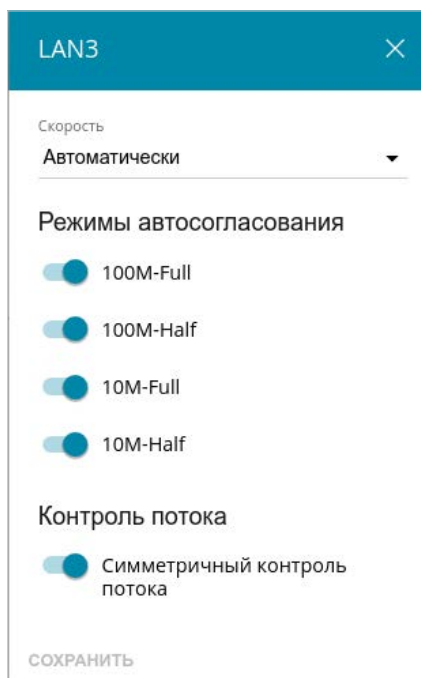 LAN3
Скорость
Автоматически
Режимы автосогласования
100M-Full
100M-Half
10M-Full
10M-Half
Контроль потока
Симметричный контроль
потока
СОХРАНИТЬ